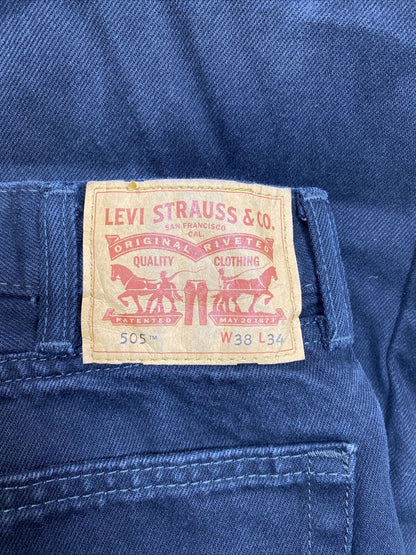 LEVI STRAUSS & CO.
SAN FRANCISCO
CAL.
ORIGINAL RIVETED
QUALITY CLOTHING
PATENTED MAY 20 1873
505™ W38 L34